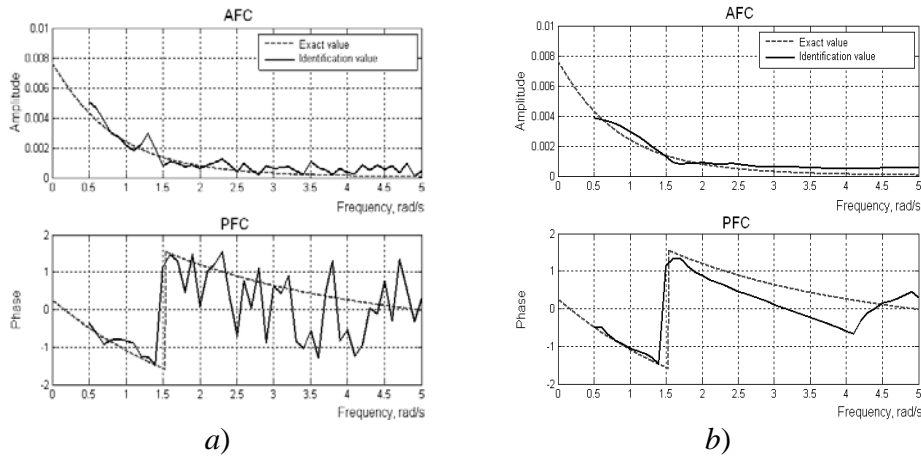 AFC
0.01
0.008
0.006
0.004
0.002
0
Amplitude
Exact value
Identification value
0 0.5 1 1.5 2 2.5 3 3.5 4 4.5 5
Frequency, rad/s
PFC
2
1
0
-1
-2
Phase
0 0.5 1 1.5 2 2.5 3 3.5 4 4.5 5
Frequency, rad/s
a)
AFC
0.01
0.008
0.006
0.004
0.002
0
Amplitude
Exact value
Identification value
0 0.5 1 1.5 2 2.5 3 3.5 4 4.5 5
Frequency, rad/s
PFC
2
1
0
-1
-2
Phase
0 0.5 1 1.5 2 2.5 3 3.5 4 4.5 5
Frequency, rad/s
b)